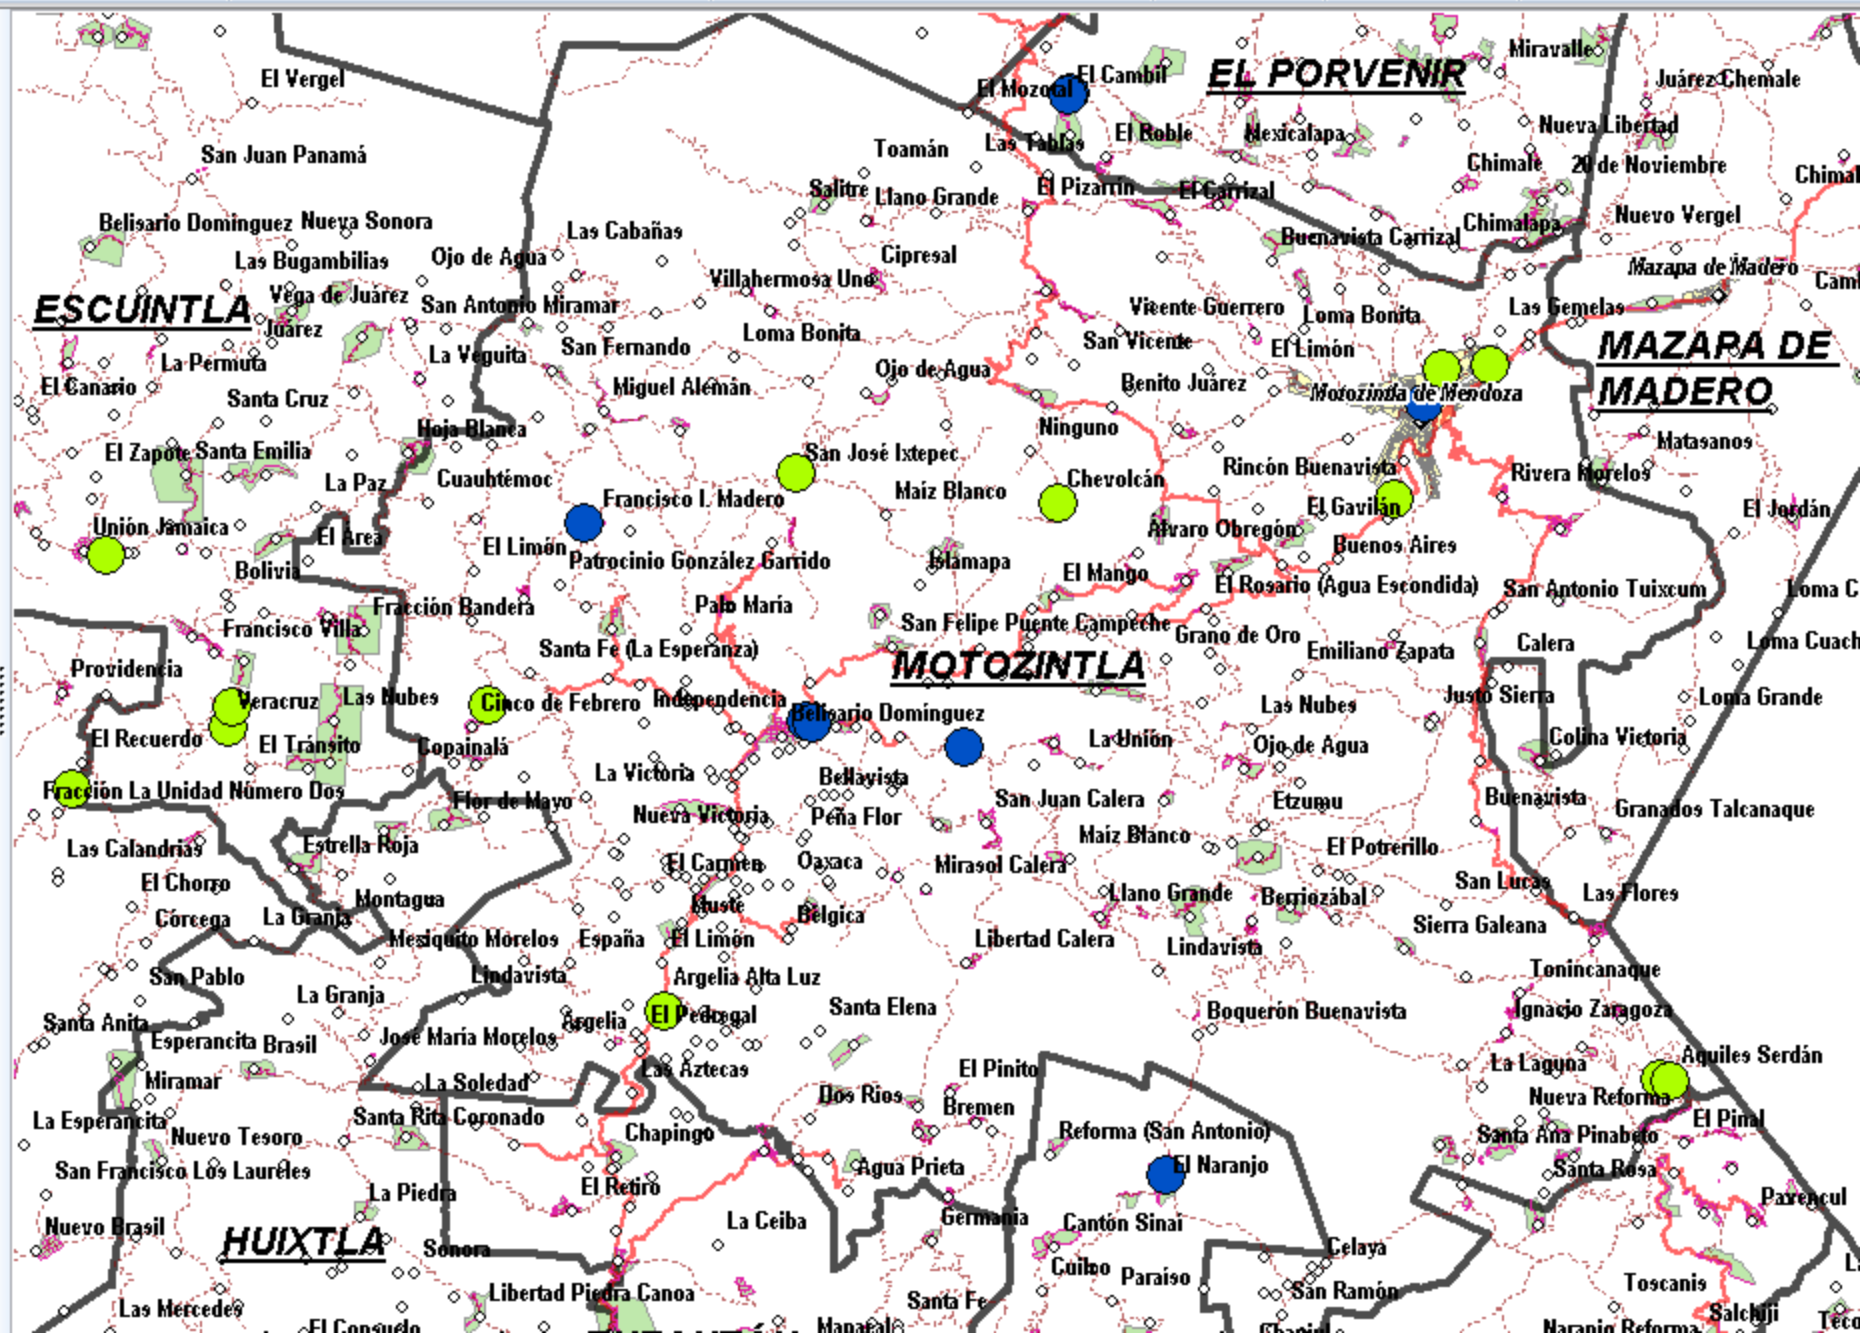 El Vergel
El Cambil
El Mozotal
EL PORVENIR
Miravalle
Juárez Chemale
San Juan Panamá
Toamán
Las Tablas
El Roble
Mexicalapa
Nueva Libertad
Chimale
20 de Noviembre
Chimal
Salitre
Llano Grande
El Pizarrín
El Carrizal
Belisario Dominguez
Nueva Sonora
Las Cabañas
Chimalapa
Nuevo Vergel
Buenavista Carrizal
Las Bugambilias
Ojo de Agua
Cipresal
Villahermosa Uno
Mazapa de Madero
Cam
ESCUINTLA
Vega de Juárez
San Antonio Miramar
Juárez
Loma Bonita
Vicente Guerrero
Loma Bonita
Las Gemelas
MAZAPA DE
MADERO
La Permuta
La Veguita
San Fernando
San Vicente
El Limón
El Canario
Santa Cruz
Miguel Alemán
Ojo de Agua
Benito Juárez
Motozintla de Mendoza
Hoja Blanca
Ninguno
Matasanos
El Zapote
Santa Emilia
La Paz
Cuauhtémoc
San José Ixtepec
Chevolcán
Rincón Buenavista
Rivera Morelos
Francisco I. Madero
Maíz Blanco
El Gavilán
El Jordán
Unión Jamaica
El Área
El Limón
Alvaro Obregón
Buenos Aires
Bolivia
Patrocinio González Garrido
Islamapa
El Mango
El Rosario (Agua Escondida)
San Antonio Tuixcum
Loma C
Fracción Bandera
Palo María
San Felipe Puente Campeche
Grano de Oro
Francisco Villa
Santa Fe (La Esperanza)
Emiliano Zapata
Calera
Loma Cuach
Providencia
MOTOZINTLA
Veracruz
Las Nubes
Cinco de Febrero
Independencia
Belisario Domínguez
Las Nubes
Justo Sierra
Loma Grande
El Recuerdo
El Tránsito
Copainalá
La Unión
Ojo de Agua
Colina Victoria
Fracción La Unidad Número Dos
La Victoria
Bellavista
Flor de Mayo
Nueva Victoria
Peña Flor
San Juan Calera
Etzumu
Buenavista
Granados Talcanaque
Las Calandrias
Estrella Roja
El Carmen
Oaxaca
Mirasol Calera
Maíz Blanco
El Potrerillo
El Chorro
Montagua
Llano Grande
Berriozábal
San Lucas
Las Flores
Córcega
La Granja
Muste
Bélgica
Sierra Galeana
Mexiquito Morelos
España
El Limón
Libertad Calera
Lindavista
San Pablo
Lindavista
Argelia Alta Luz
Tonincanaque
La Granja
Santa Elena
Boquerón Buenavista
Ignacio Zaragoza
Santa Anita
Esperancita
Brasil
José María Morelos
Argelia
El Pedregal
Aquiles Serdán
Miramar
La Soledad
Las Aztecas
El Pinito
La Laguna
Nueva Reforma
La Esperancita
Santa Rita Coronado
Dos Rios
Bremen
El Pinal
Nuevo Tesoro
Chapingo
Reforma (San Antonio)
Santa Ana Pinabeto
San Francisco Los Laureles
Agua Prieta
El Naranjo
Santa Rosa
La Piedra
El Retiro
Paxencul
Nuevo Brasil
HUIXTLA
Sonora
La Ceiba
Germania
Cantón Sinaí
Celaya
Cuilco
Paraíso
Libertad Piedra Canoa
Santa Fe
San Ramón
Toscanis
Las Mercedes
El Consuelo
Salchiji
Naranjo Reforma